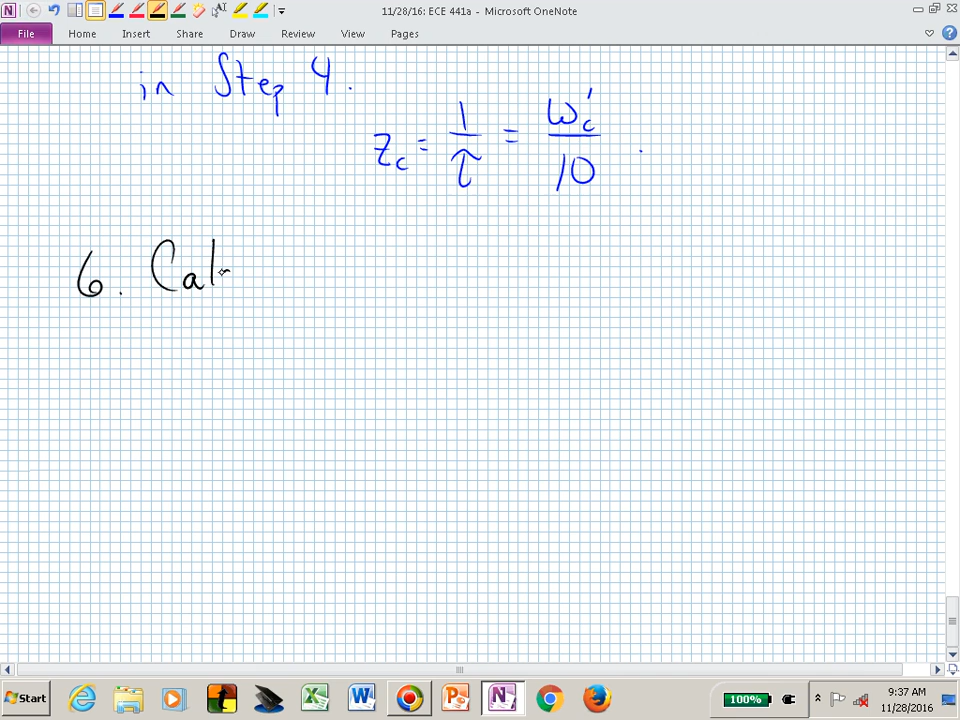 11/28/16: ECE 441a - Microsoft OneNote
File Home Insert Share Draw Review View Pages
in Step 4.
z_c = 1/τ = ω'_c/10 .
6. Cal
Start
100%
9:37 AM
11/28/2016